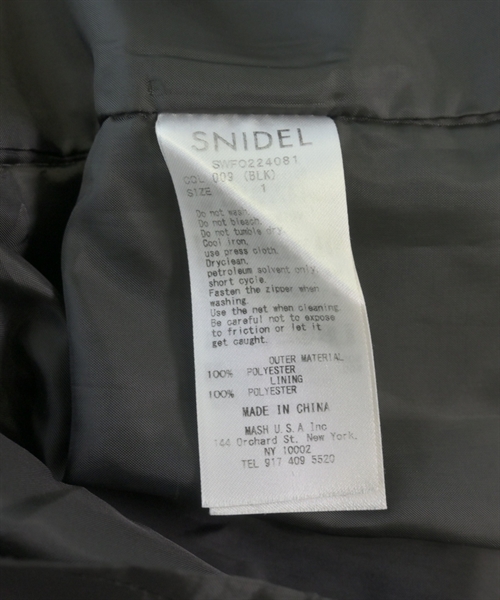 SNIDEL
SWFO224081
COL 009 (BLK)
SIZE 1
Do not wash.
Do not bleach.
Do not tumble dry.
Cool iron,
use press cloth.
Dryclean,
petroleum solvent only
short cycle.
Fasten the zipper when
washing.
Use the net when cleaning.
Be careful not to expose
to friction or let it
get caught.
OUTER MATERIAL
100% POLYESTER
LINING
100% POLYESTER
MADE IN CHINA
MASH U.S.A Inc
144 Orchard St. New York,
NY 10002
TEL 917 409 5520